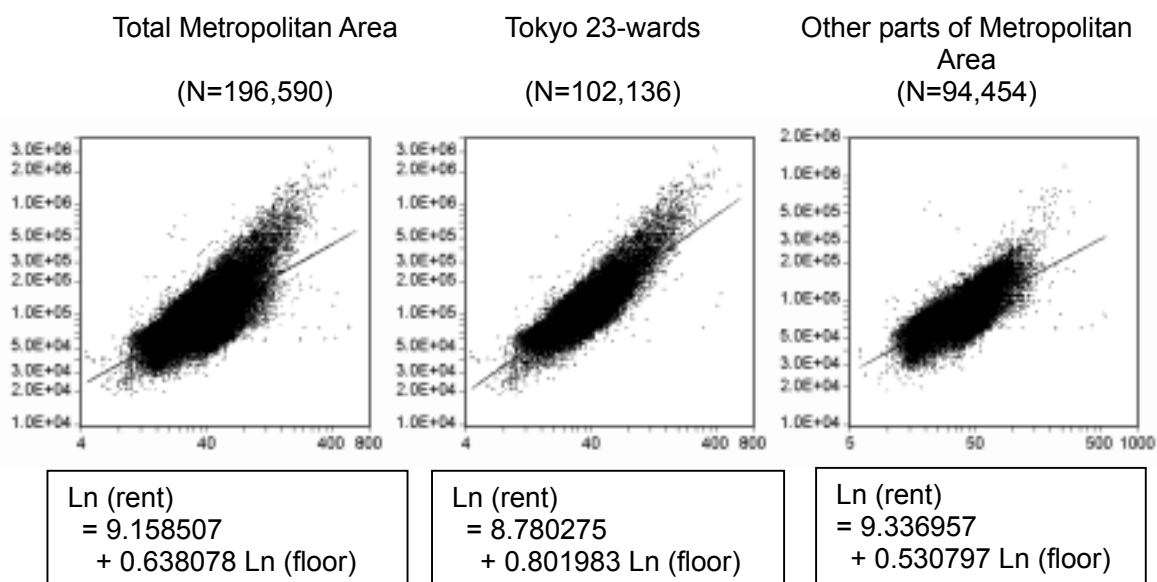 Total Metropolitan Area
(N=196,590)
Tokyo 23-wards
(N=102,136)
Other parts of Metropolitan
Area
(N=94,454)
3.0E+06
2.0E+06
1.0E+06
5.0E+05
3.0E+05
2.0E+05
1.0E+05
5.0E+04
3.0E+04
2.0E+04
1.0E+04
4 40 400 800
3.0E+06
2.0E+06
1.0E+06
5.0E+05
3.0E+05
2.0E+05
1.0E+05
5.0E+04
3.0E+04
2.0E+04
1.0E+04
4 40 400 800
2.0E+06
1.0E+06
5.0E+05
3.0E+05
2.0E+05
1.0E+05
5.0E+04
3.0E+04
2.0E+04
1.0E+04
5 50 500 1000
Ln (rent)
= 9.158507
+ 0.638078 Ln (floor)
Ln (rent)
= 8.780275
+ 0.801983 Ln (floor)
Ln (rent)
= 9.336957
+ 0.530797 Ln (floor)